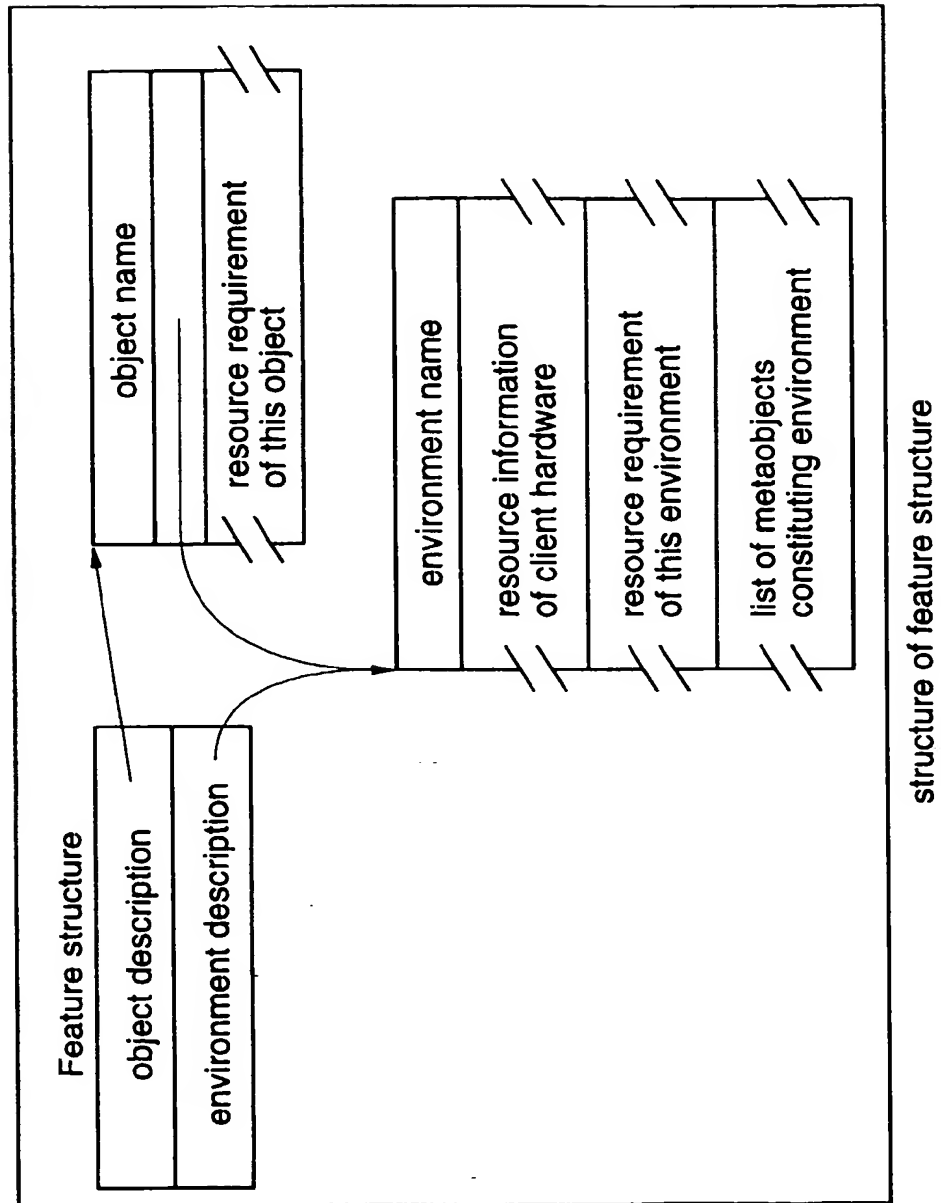 Feature structure
object description
environment description
object name
resource requirement
of this object
environment name
resource information
of client hardware
resource requirement
of this environment
list of metaobjects
constituting environment
structure of feature structure